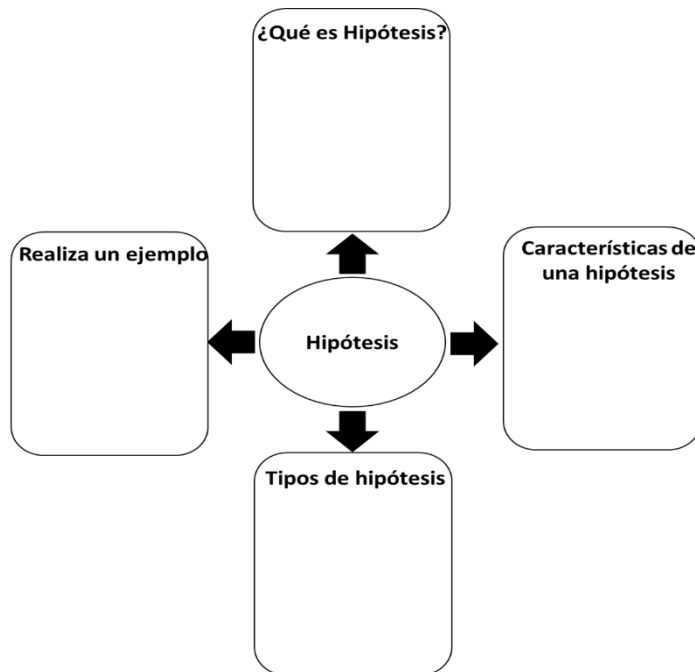 ¿Qué es Hipótesis?
Realiza un ejemplo
Características de
una hipótesis
Hipótesis
Tipos de hipótesis